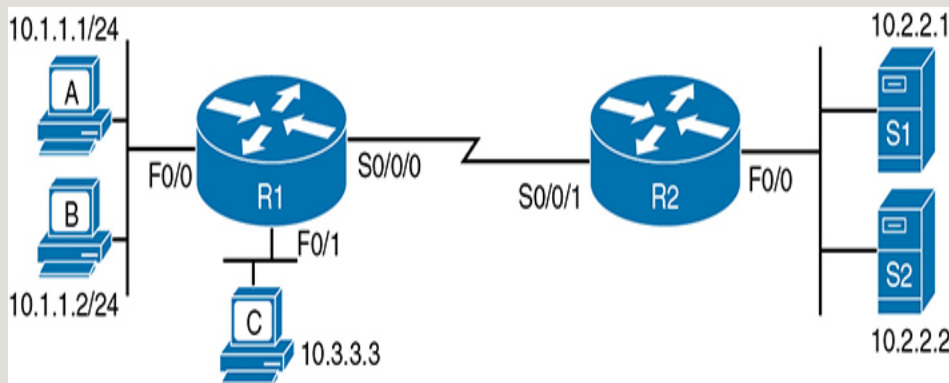 10.1.1.1/24
A
B
10.1.1.2/24
F0/0
R1
S0/0/0
F0/1
C
10.3.3.3
S0/0/1
R2
F0/0
10.2.2.1
S1
S2
10.2.2.2